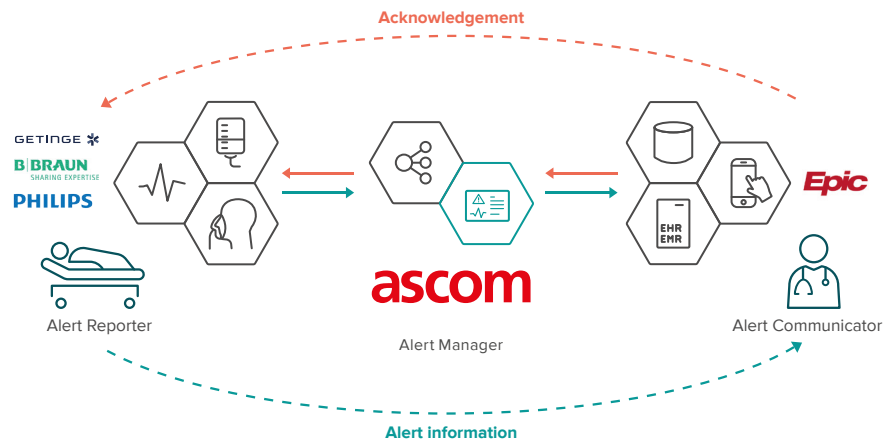 Acknowledgement
GETINGE
B|BRAUN
SHARING EXPERTISE
PHILIPS
EHR
EMR
Epic
ascom
Alert Reporter
Alert Manager
Alert Communicator
Alert information